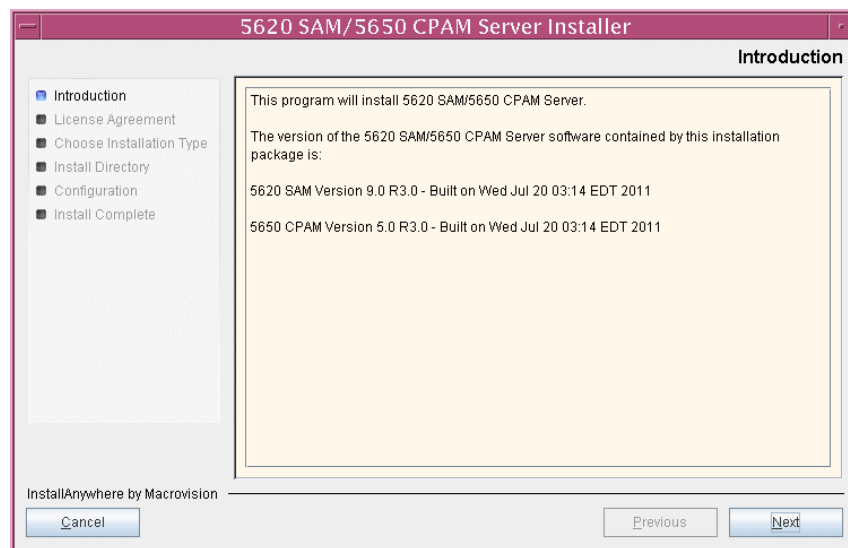 5620 SAM/5650 CPAM Server Installer
Introduction
Introduction
License Agreement
Choose Installation Type
Install Directory
Configuration
Install Complete
This program will install 5620 SAM/5650 CPAM Server.
The version of the 5620 SAM/5650 CPAM Server software contained by this installation
package is:
5620 SAM Version 9.0 R3.0 - Built on Wed Jul 20 03:14 EDT 2011
5650 CPAM Version 5.0 R3.0 - Built on Wed Jul 20 03:14 EDT 2011
InstallAnywhere by Macrovision
Cancel
Previous
Next